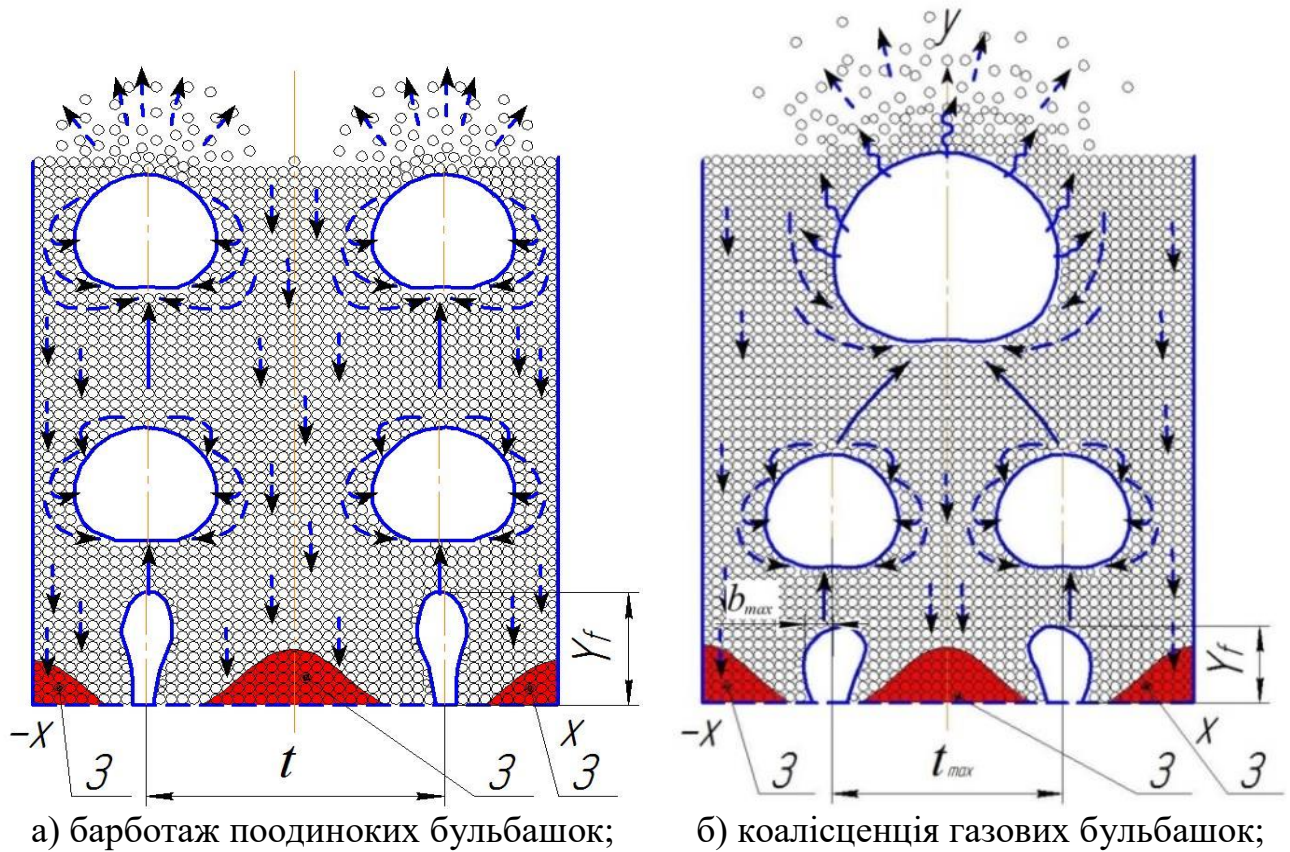 y
b_max
Y_f
Y_f
-x
x
-x
x
3
t
3
3
3
t_max
3
3
а) барботаж поодиноких бульбашок;
б) коалісценція газових бульбашок;